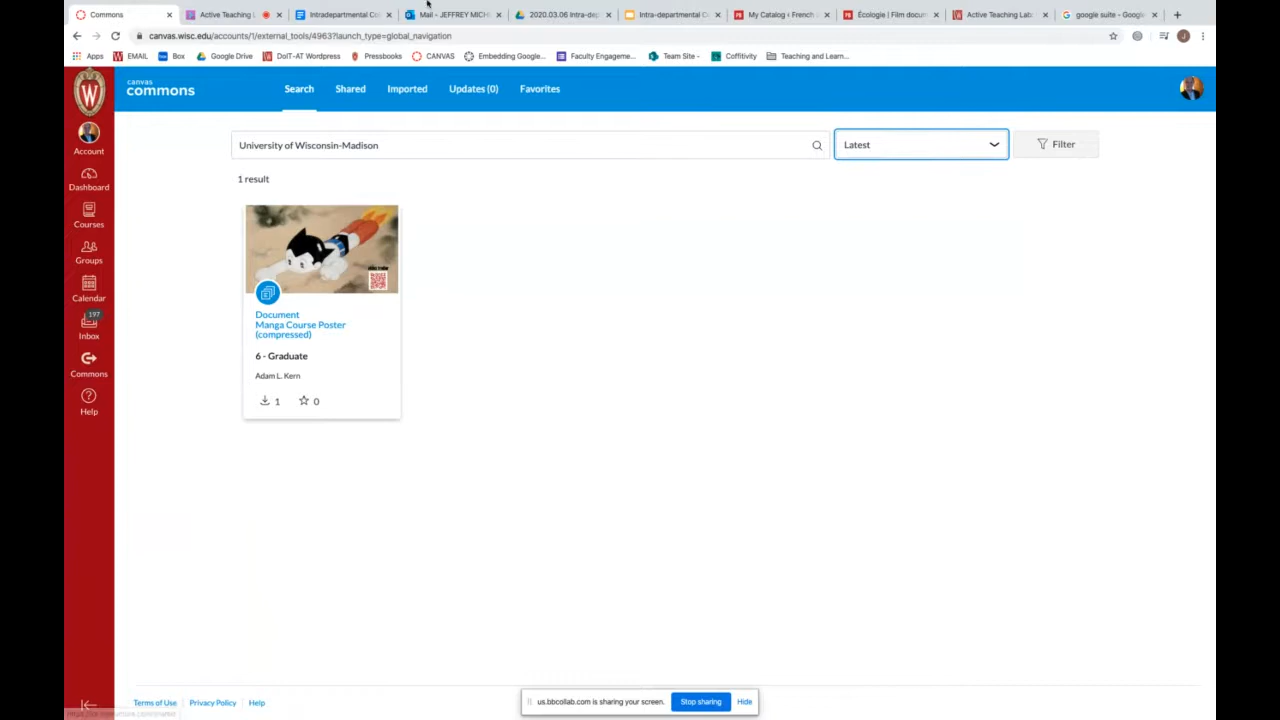 Commons
Active Teaching L
Intradepartmental Co
Mail - JEFFREY MICH
2020.03.06 Intra-dep
Intra-departmental C
My Catalog ‹ French
Écologie | Film docum
Active Teaching Lab:
google suite - Google
canvas.wisc.edu/accounts/1/external_tools/4963?launch_type=global_navigation
Apps
EMAIL
Box
Google Drive
DoIT-AT Wordpress
Pressbooks
CANVAS
Embedding Google...
Faculty Engageme...
Team Site -
Coffitivity
Teaching and Learn...
W
Account
Dashboard
Courses
Groups
Calendar
197
Inbox
Commons
Help
canvas
commons
Search
Shared
Imported
Updates (0)
Favorites
University of Wisconsin-Madison
Latest
Filter
1 result
Document
Manga Course Poster
(compressed)
6 - Graduate
Adam L. Kern
1
0
Terms of Use
Privacy Policy
Help
us.bbcollab.com is sharing your screen.
Stop sharing
Hide